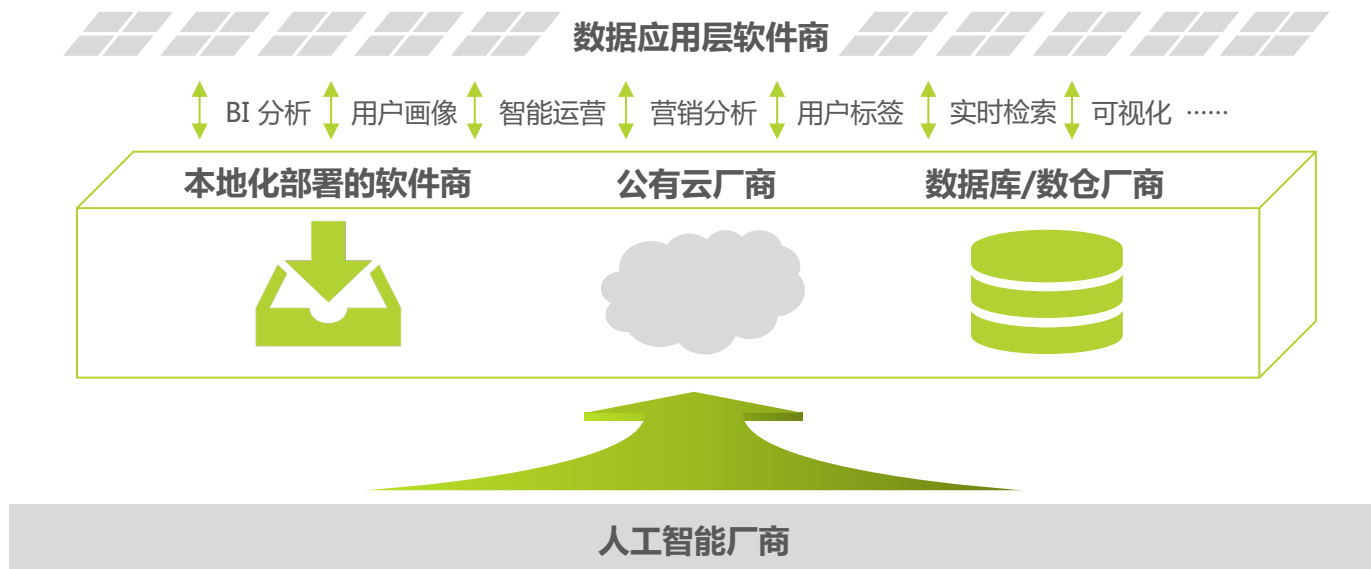 数据应用层软件商
BI 分析 用户画像 智能运营 营销分析 用户标签 实时检索 可视化 ……
本地化部署的软件商 公有云厂商 数据库/数仓厂商
人工智能厂商